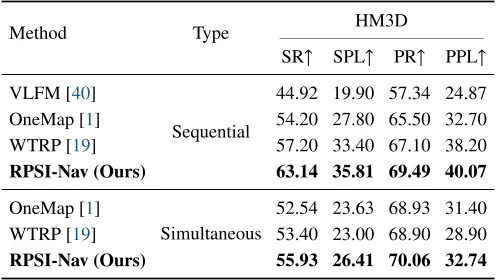 Method Type HM3D
SR↑ SPL↑ PR↑ PPL↑
VLFM [40] 44.92 19.90 57.34 24.87
OneMap [1] 54.20 27.80 65.50 32.70
Sequential
WTRP [19] 57.20 33.40 67.10 38.20
RPSI-Nav (Ours) 63.14 35.81 69.49 40.07
OneMap [1] 52.54 23.63 68.93 31.40
WTRP [19] Simultaneous 53.40 23.00 68.90 28.90
RPSI-Nav (Ours) 55.93 26.41 70.06 32.74